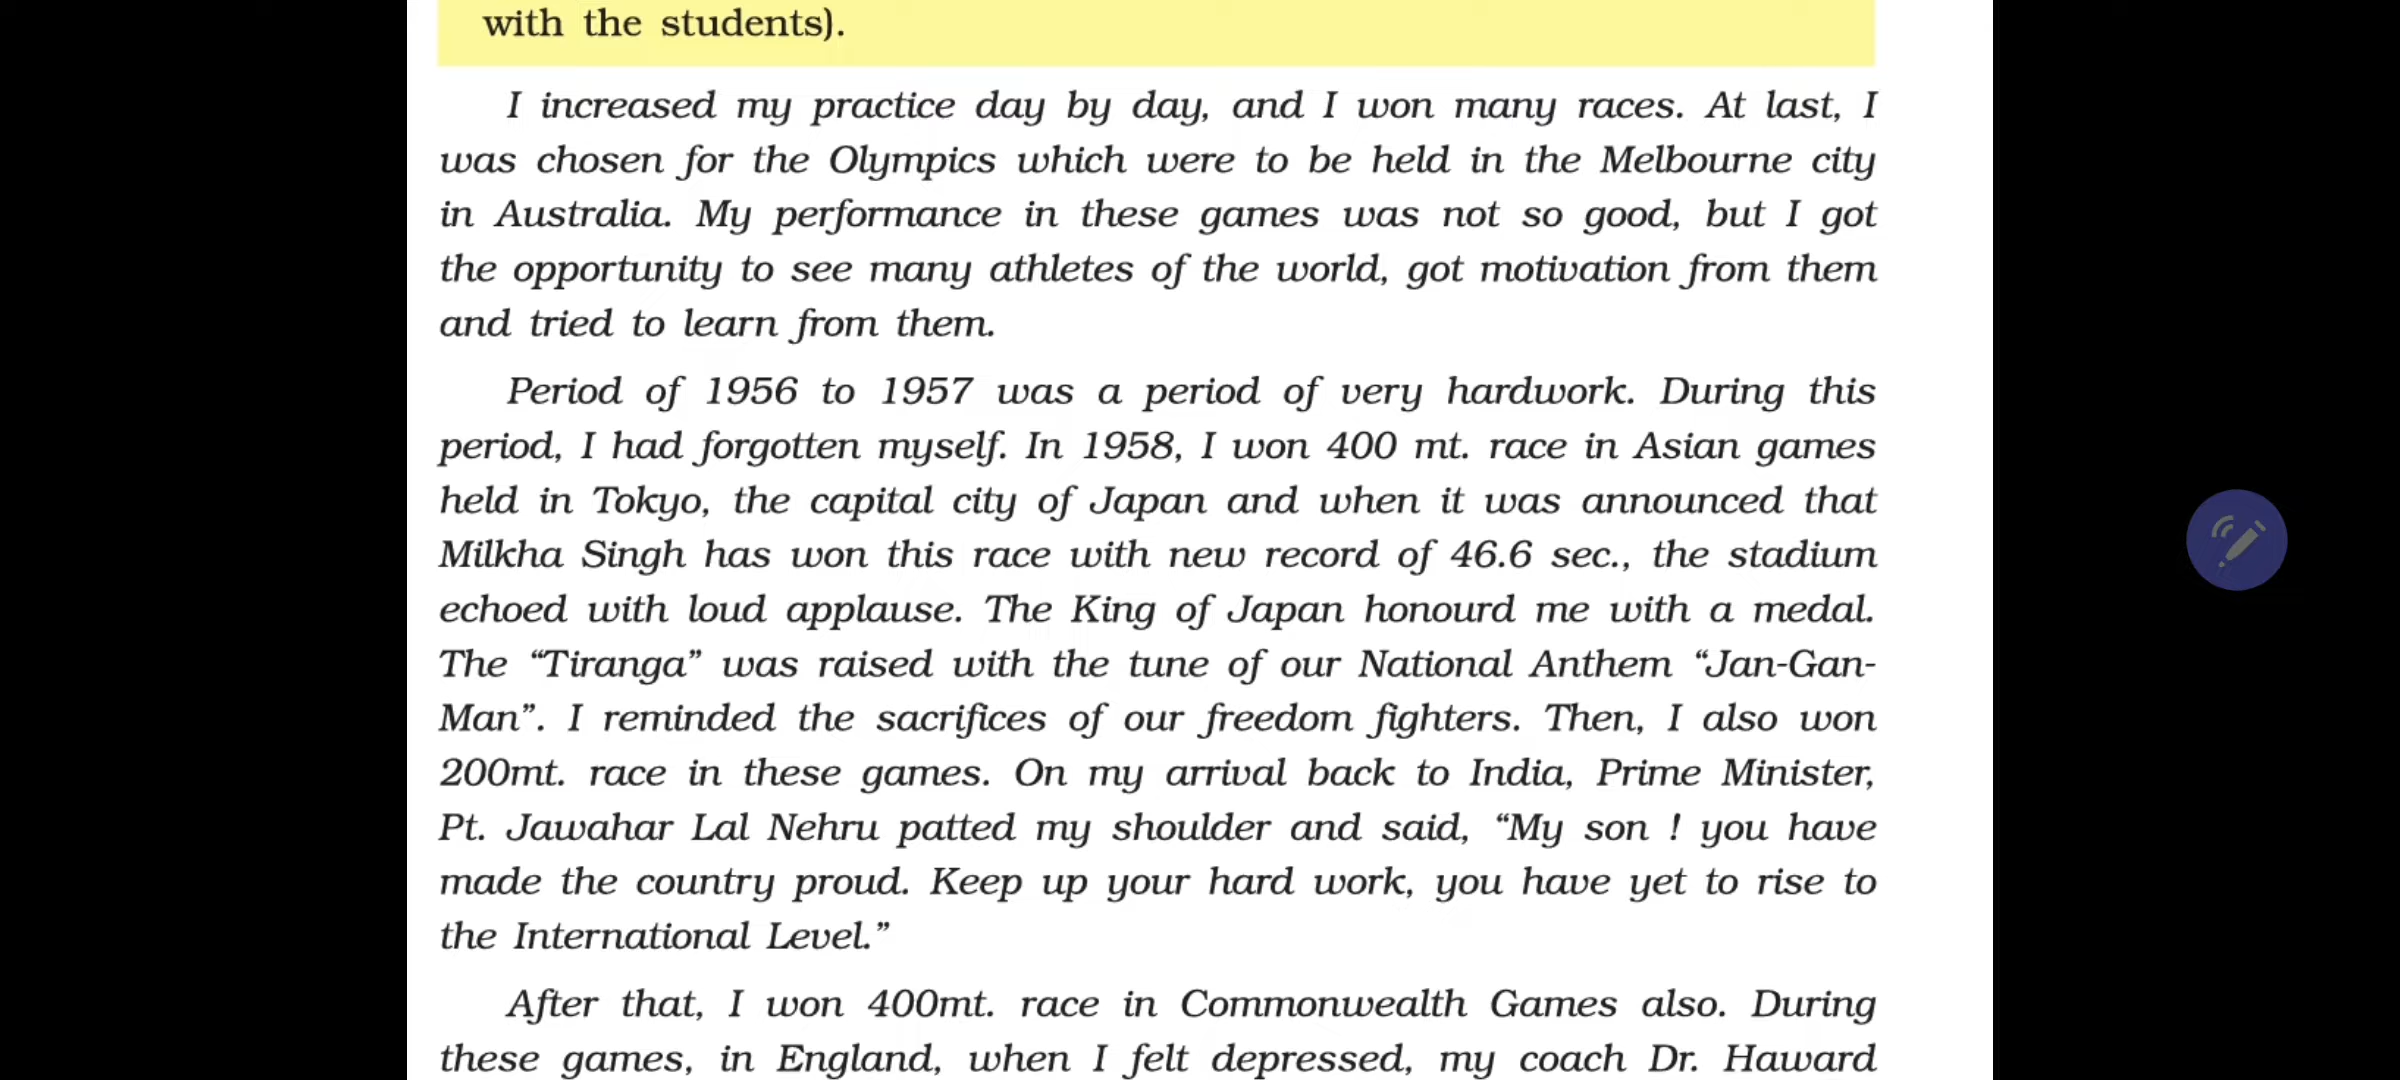 with the students).
I increased my practice day by day, and I won many races. At last, I
was chosen for the Olympics which were to be held in the Melbourne city
in Australia. My performance in these games was not so good, but I got
the opportunity to see many athletes of the world, got motivation from them
and tried to learn from them.
Period of 1956 to 1957 was a period of very hardwork. During this
period, I had forgotten myself. In 1958, I won 400 mt. race in Asian games
held in Tokyo, the capital city of Japan and when it was announced that
Milkha Singh has won this race with new record of 46.6 sec., the stadium
echoed with loud applause. The King of Japan honourd me with a medal.
The “Tiranga” was raised with the tune of our National Anthem “Jan-Gan-
Man”. I reminded the sacrifices of our freedom fighters. Then, I also won
200mt. race in these games. On my arrival back to India, Prime Minister,
Pt. Jawahar Lal Nehru patted my shoulder and said, “My son ! you have
made the country proud. Keep up your hard work, you have yet to rise to
the International Level.”
After that, I won 400mt. race in Commonwealth Games also. During
these games, in England, when I felt depressed, my coach Dr. Haward